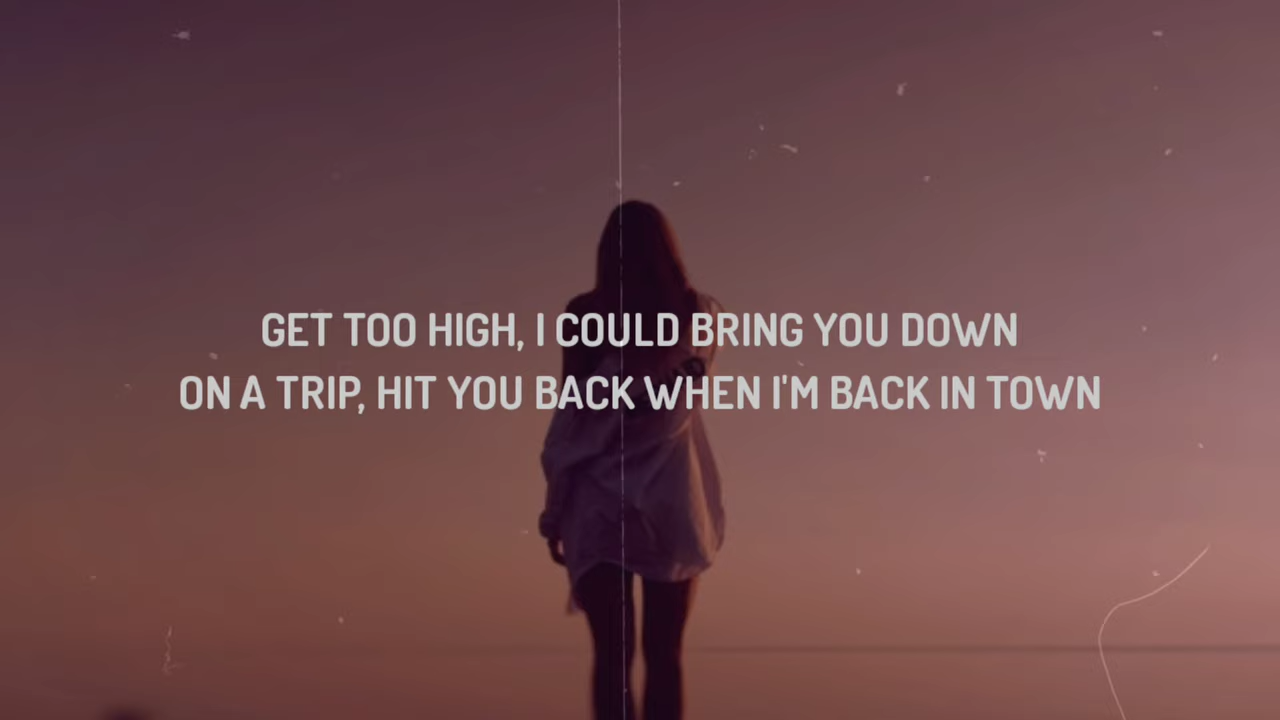 GET TOO HIGH, I COULD BRING YOU DOWN
ON A TRIP, HIT YOU BACK WHEN I'M BACK IN TOWN